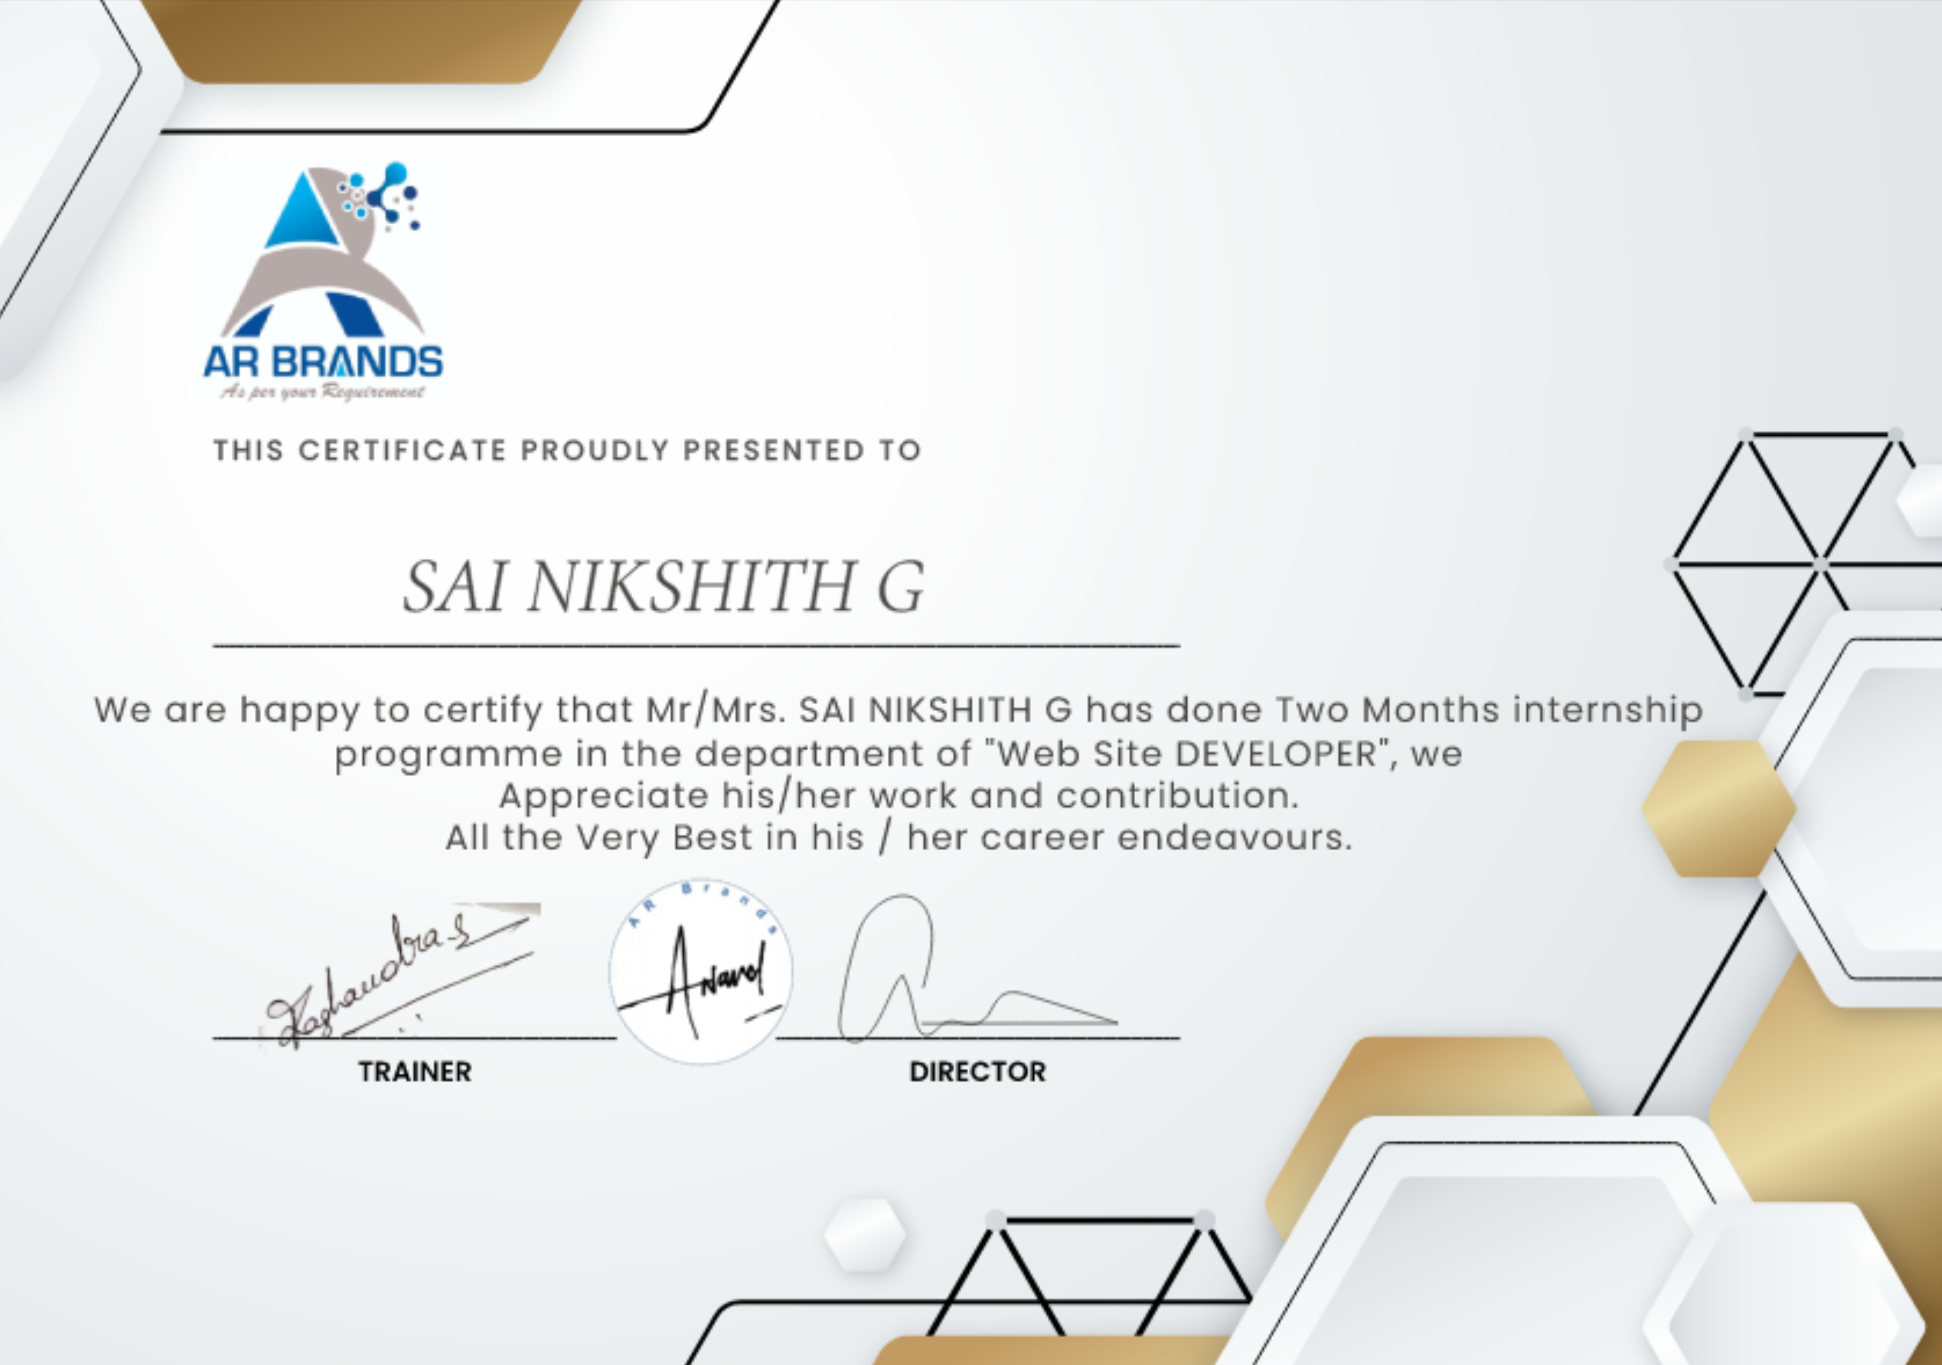 AR BRANDS
As per your Requirement
THIS CERTIFICATE PROUDLY PRESENTED TO
SAI NIKSHITH G
We are happy to certify that Mr/Mrs. SAI NIKSHITH G has done Two Months internship
programme in the department of "Web Site DEVELOPER", we
Appreciate his/her work and contribution.
All the Very Best in his / her career endeavours.
AR Brands
Anand
TRAINER
DIRECTOR